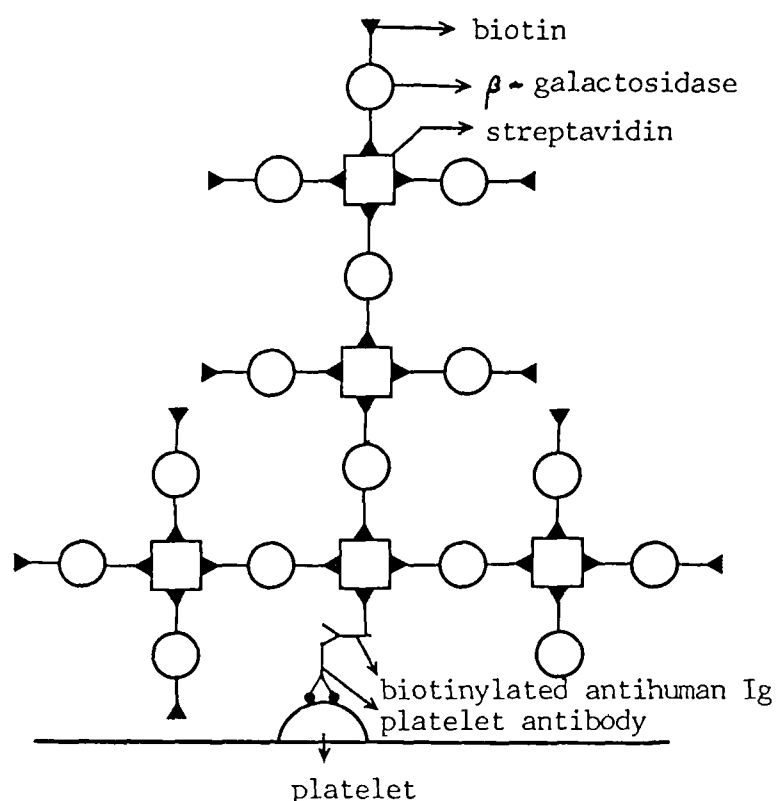 biotin
β- galactosidase
streptavidin
biotinylated antihuman Ig
platelet antibody
platelet